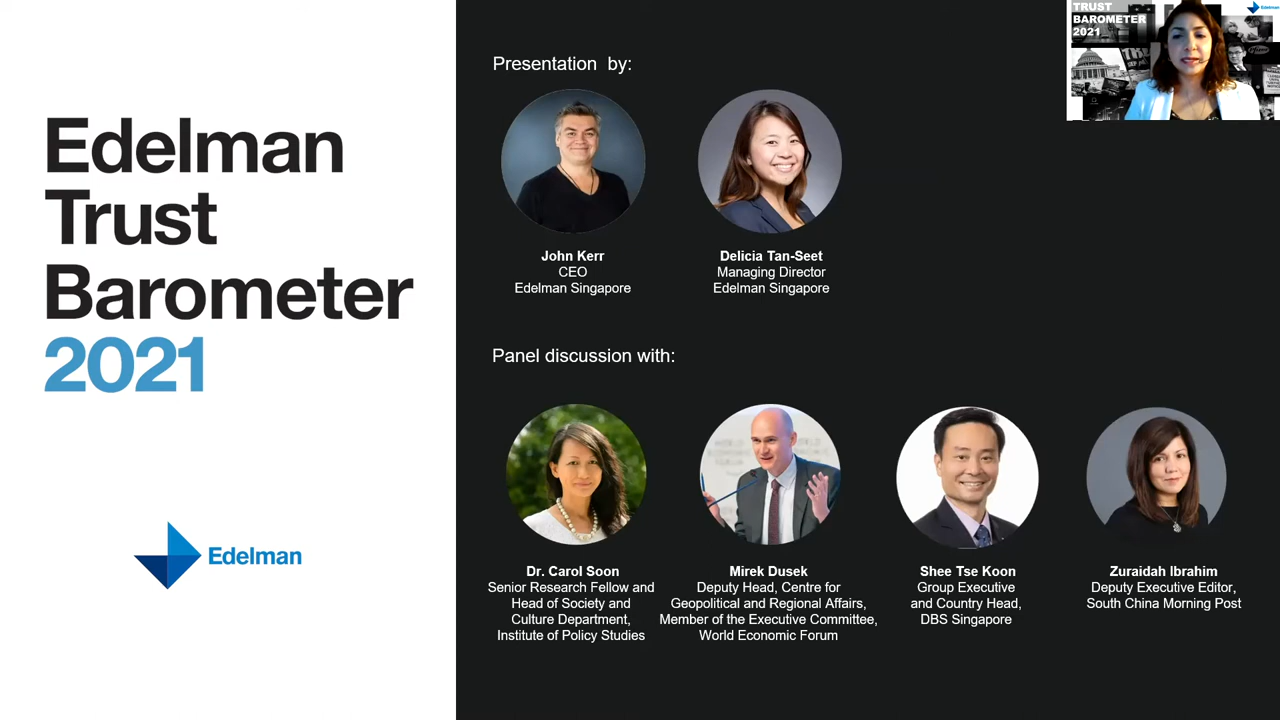 Edelman
Trust
Barometer
2021
Edelman
Presentation by:
John Kerr
CEO
Edelman Singapore
Delicia Tan-Seet
Managing Director
Edelman Singapore
Panel discussion with:
Dr. Carol Soon
Senior Research Fellow and
Head of Society and
Culture Department,
Institute of Policy Studies
Mirek Dusek
Deputy Head, Centre for
Geopolitical and Regional Affairs,
Member of the Executive Committee,
World Economic Forum
Shee Tse Koon
Group Executive
and Country Head,
DBS Singapore
Zuraidah Ibrahim
Deputy Executive Editor,
South China Morning Post
TRUST
BAROMETER
2021
Edelman